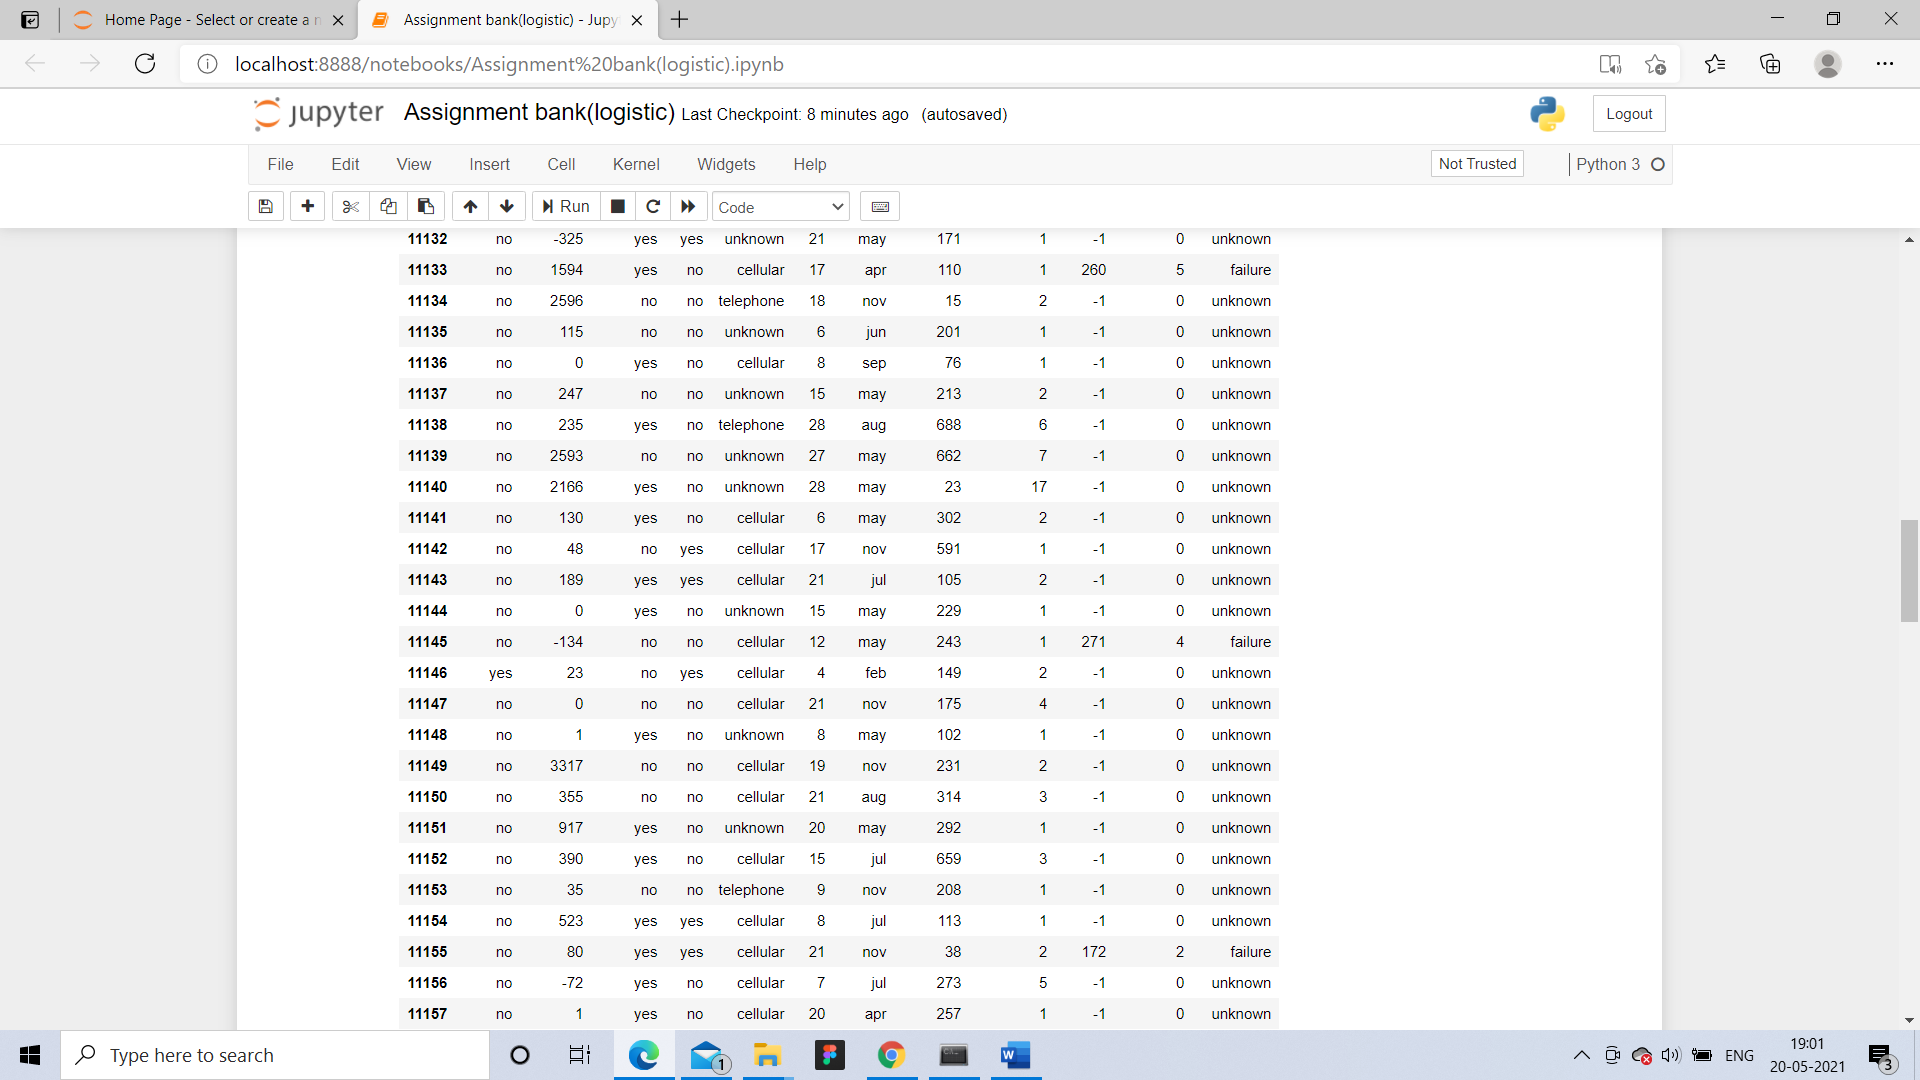 Home Page - Select or create a n
Assignment bank(logistic) - Jupy
localhost:8888/notebooks/Assignment%20bank(logistic).ipynb
jupyter Assignment bank(logistic) Last Checkpoint: 8 minutes ago (autosaved) Logout
File Edit View Insert Cell Kernel Widgets Help Not Trusted Python 3
Run Code
11132 no -325 yes yes unknown 21 may 171 1 -1 0 unknown
11133 no 1594 yes no cellular 17 apr 110 1 260 5 failure
11134 no 2596 no no telephone 18 nov 15 2 -1 0 unknown
11135 no 115 no no unknown 6 jun 201 1 -1 0 unknown
11136 no 0 yes no cellular 8 sep 76 1 -1 0 unknown
11137 no 247 no no unknown 15 may 213 2 -1 0 unknown
11138 no 235 yes no telephone 28 aug 688 6 -1 0 unknown
11139 no 2593 no no unknown 27 may 662 7 -1 0 unknown
11140 no 2166 yes no unknown 28 may 23 17 -1 0 unknown
11141 no 130 yes no cellular 6 may 302 2 -1 0 unknown
11142 no 48 no yes cellular 17 nov 591 1 -1 0 unknown
11143 no 189 yes yes cellular 21 jul 105 2 -1 0 unknown
11144 no 0 yes no unknown 15 may 229 1 -1 0 unknown
11145 no -134 no no cellular 12 may 243 1 271 4 failure
11146 yes 23 no yes cellular 4 feb 149 2 -1 0 unknown
11147 no 0 no no cellular 21 nov 175 4 -1 0 unknown
11148 no 1 yes no unknown 8 may 102 1 -1 0 unknown
11149 no 3317 no no cellular 19 nov 231 2 -1 0 unknown
11150 no 355 no no cellular 21 aug 314 3 -1 0 unknown
11151 no 917 yes no unknown 20 may 292 1 -1 0 unknown
11152 no 390 yes no cellular 15 jul 659 3 -1 0 unknown
11153 no 35 no no telephone 9 nov 208 1 -1 0 unknown
11154 no 523 yes yes cellular 8 jul 113 1 -1 0 unknown
11155 no 80 yes yes cellular 21 nov 38 2 172 2 failure
11156 no -72 yes no cellular 7 jul 273 5 -1 0 unknown
11157 no 1 yes no cellular 20 apr 257 1 -1 0 unknown
Type here to search 1 W ENG 19:01
20-05-2021 3